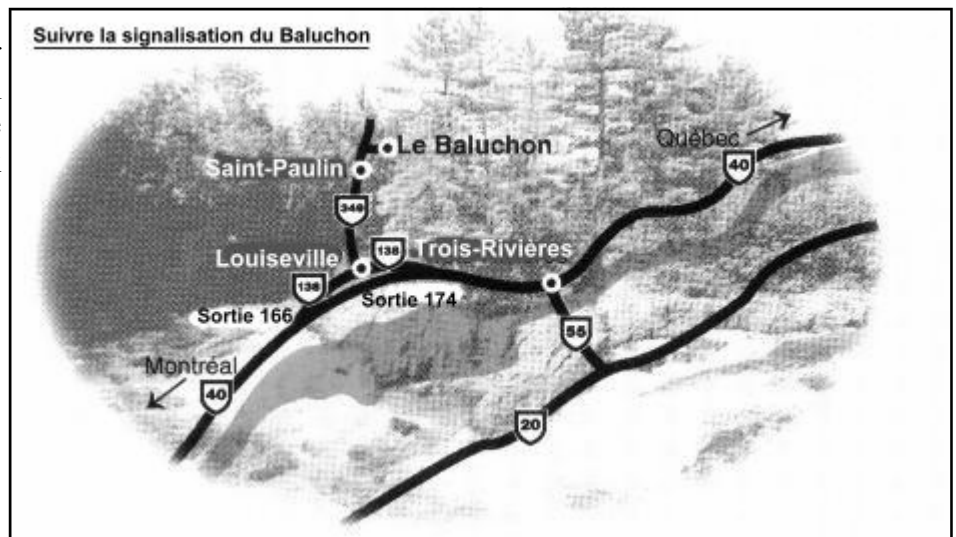 Suivre la signalisation du Baluchon
Québec
40
Le Baluchon
Saint-Paulin
349
Louiseville
138
Trois-Rivières
138
Sortie 174
Sortie 166
55
Montréal
40
20